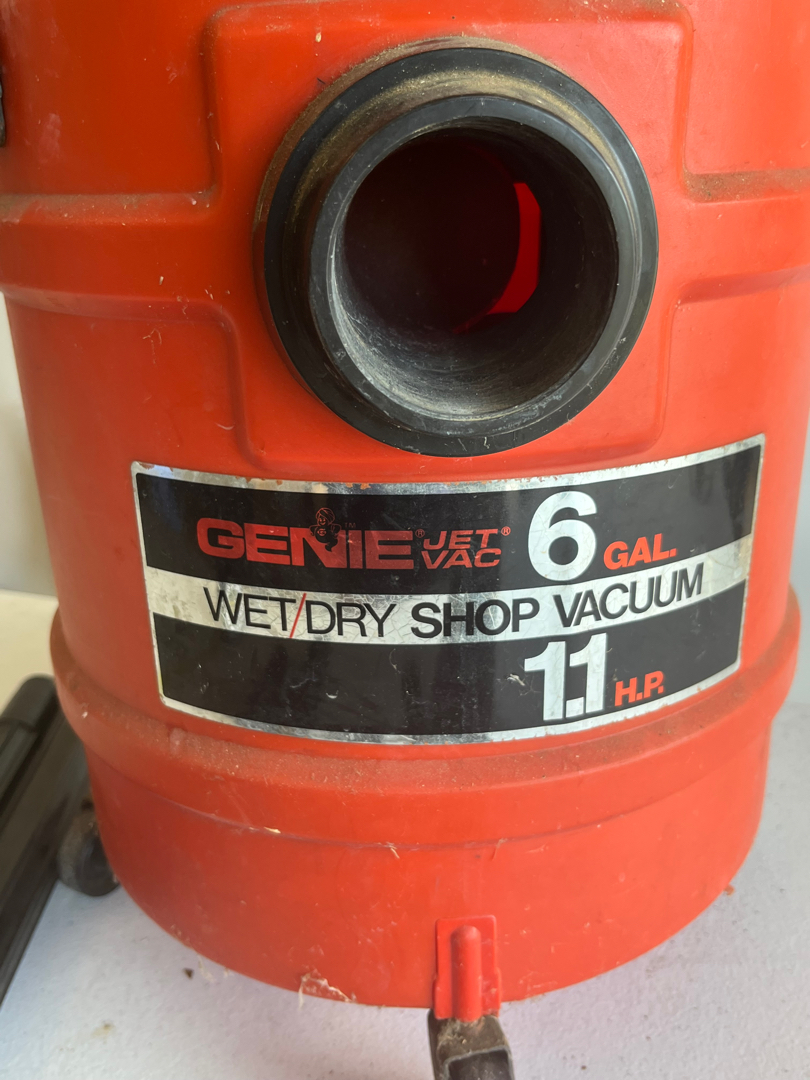 GENIE® JET® VAC 6 GAL.
WET/DRY SHOP VACUUM
1.1 H.P.